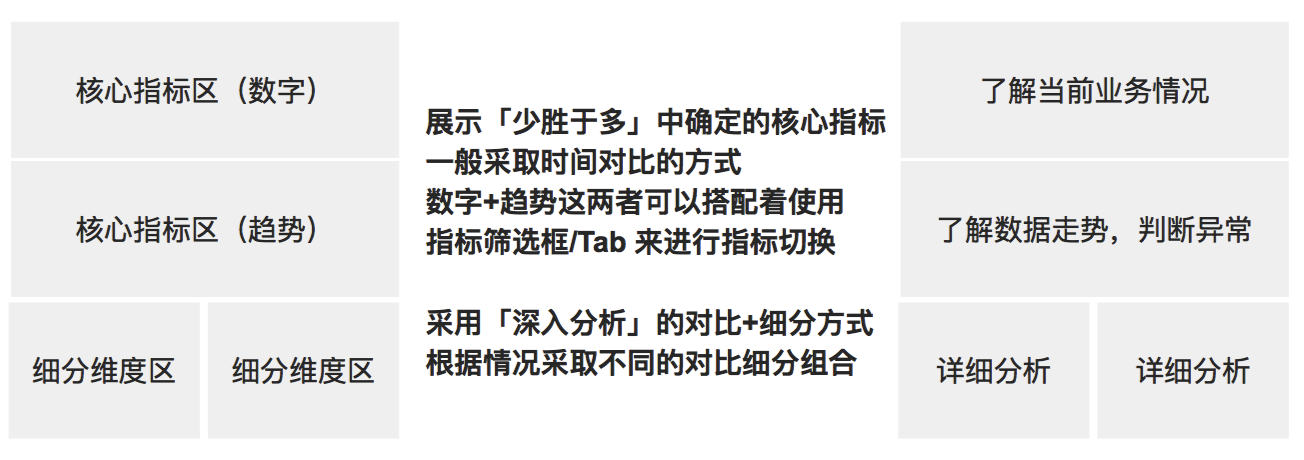 核心指标区（数字）
核心指标区（趋势）
细分维度区
细分维度区
展示「少胜于多」中确定的核心指标
一般采取时间对比的方式
数字+趋势这两者可以搭配着使用
指标筛选框/Tab 来进行指标切换
采用「深入分析」的对比+细分方式
根据情况采取不同的对比细分组合
了解当前业务情况
了解数据走势，判断异常
详细分析
详细分析